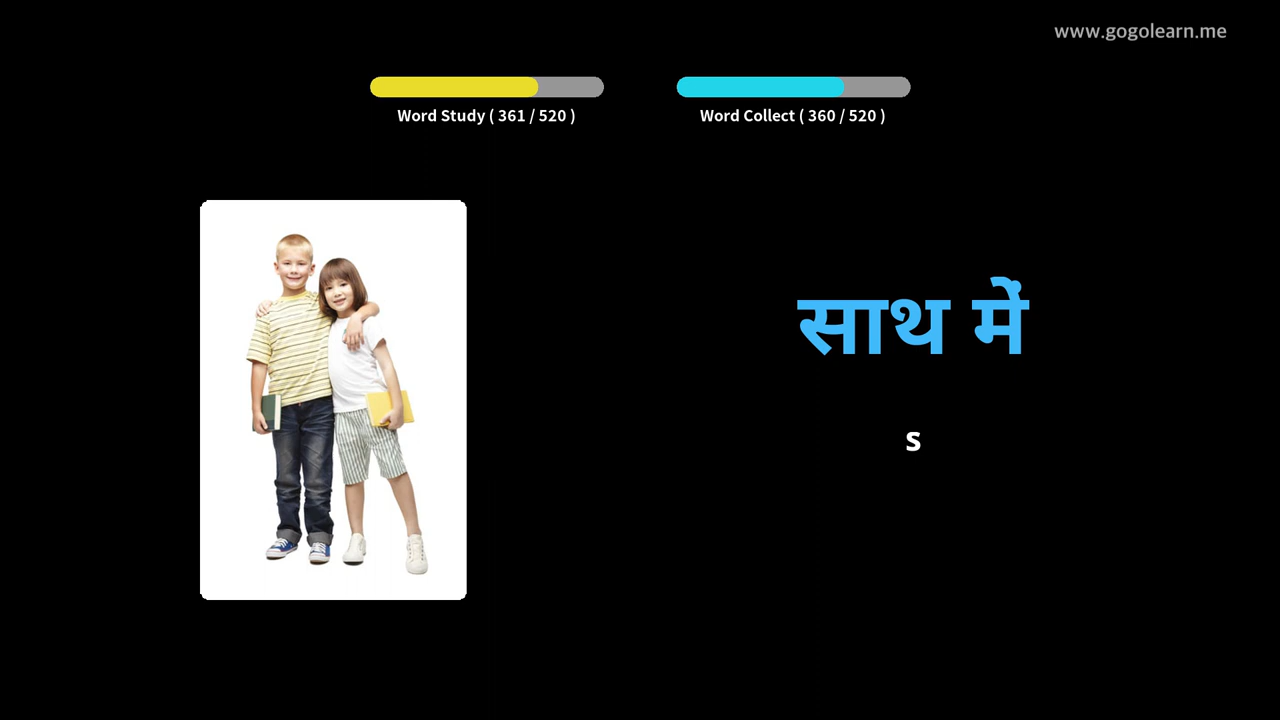 www.gogolearn.me
Word Study ( 361 / 520 )
Word Collect ( 360 / 520 )
साथ में
s